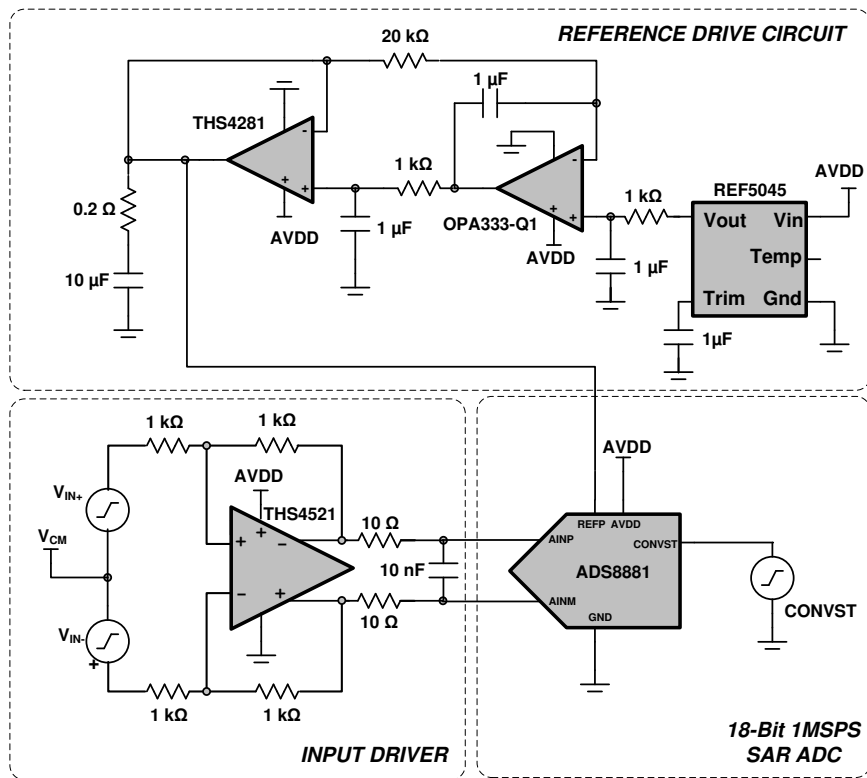 REFERENCE DRIVE CIRCUIT
20 kΩ
1 µF
THS4281
-
+
+
AVDD
1 kΩ
1 µF
0.2 Ω
10 µF
-
+
+
OPA333-Q1
AVDD
1 kΩ
1 µF
REF5045
AVDD
Vout
Vin
Temp
Trim
Gnd
1µF
1 kΩ
1 kΩ
AVDD
THS4521
VIN+
VCM
VIN-
+
+
+
−
−
+
10 Ω
10 nF
10 Ω
1 kΩ
1 kΩ
INPUT DRIVER
AVDD
REFP
AVDD
AINP
CONVST
ADS8881
AINM
GND
CONVST
18-Bit 1MSPS
SAR ADC